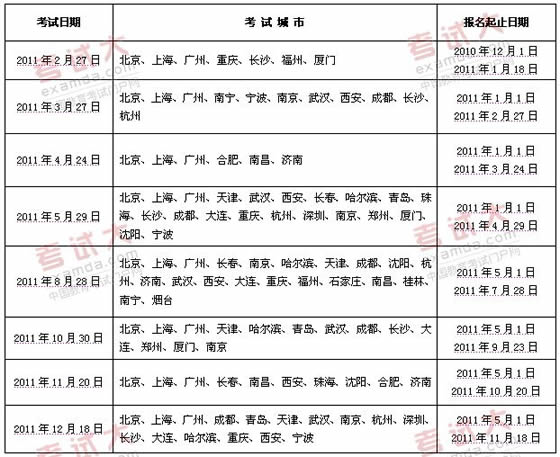 考试日期
考 试 城 市
报名起止日期
2011年2月27日
北京、上海、广州、重庆、长沙、福州、厦门
2010年12月1日
2011年1月18日
2011年3月27日
北京、上海、广州、南宁、宁波、南京、武汉、西安、成都、长沙、
杭州
2011年1月1日
2011年2月27日
2011年4月24日
北京、上海、广州、合肥、南昌、济南
2011年1月1日
2011年3月24日
2011年5月29日
北京、上海、广州、天津、武汉、西安、长春、哈尔滨、青岛、珠
海、长沙、成都、大连、重庆、杭州、深圳、南京、郑州、厦门、
沈阳、宁波
2011年1月1日
2011年4月29日
2011年8月28日
北京、上海、广州、长春、南京、哈尔滨、天津、成都、沈阳、杭
州、济南、武汉、西安、大连、重庆、福州、石家庄、南昌、桂林、
南宁、烟台
2011年5月1日
2011年7月28日
2011年10月30日
北京、上海、广州、天津、哈尔滨、青岛、武汉、成都、长沙、大
连、郑州、厦门、南京
2011年5月1日
2011年9月23日
2011年11月20日
北京、上海、广州、长春、南昌、西安、珠海、沈阳、合肥、济南
2011年5月1日
2011年10月20日
2011年12月18日
北京、上海、广州、成都、青岛、天津、武汉、南京、杭州、深圳、
长沙、大连、哈尔滨、重庆、西安、宁波
2011年5月1日
2011年11月18日
考试大
examda.com